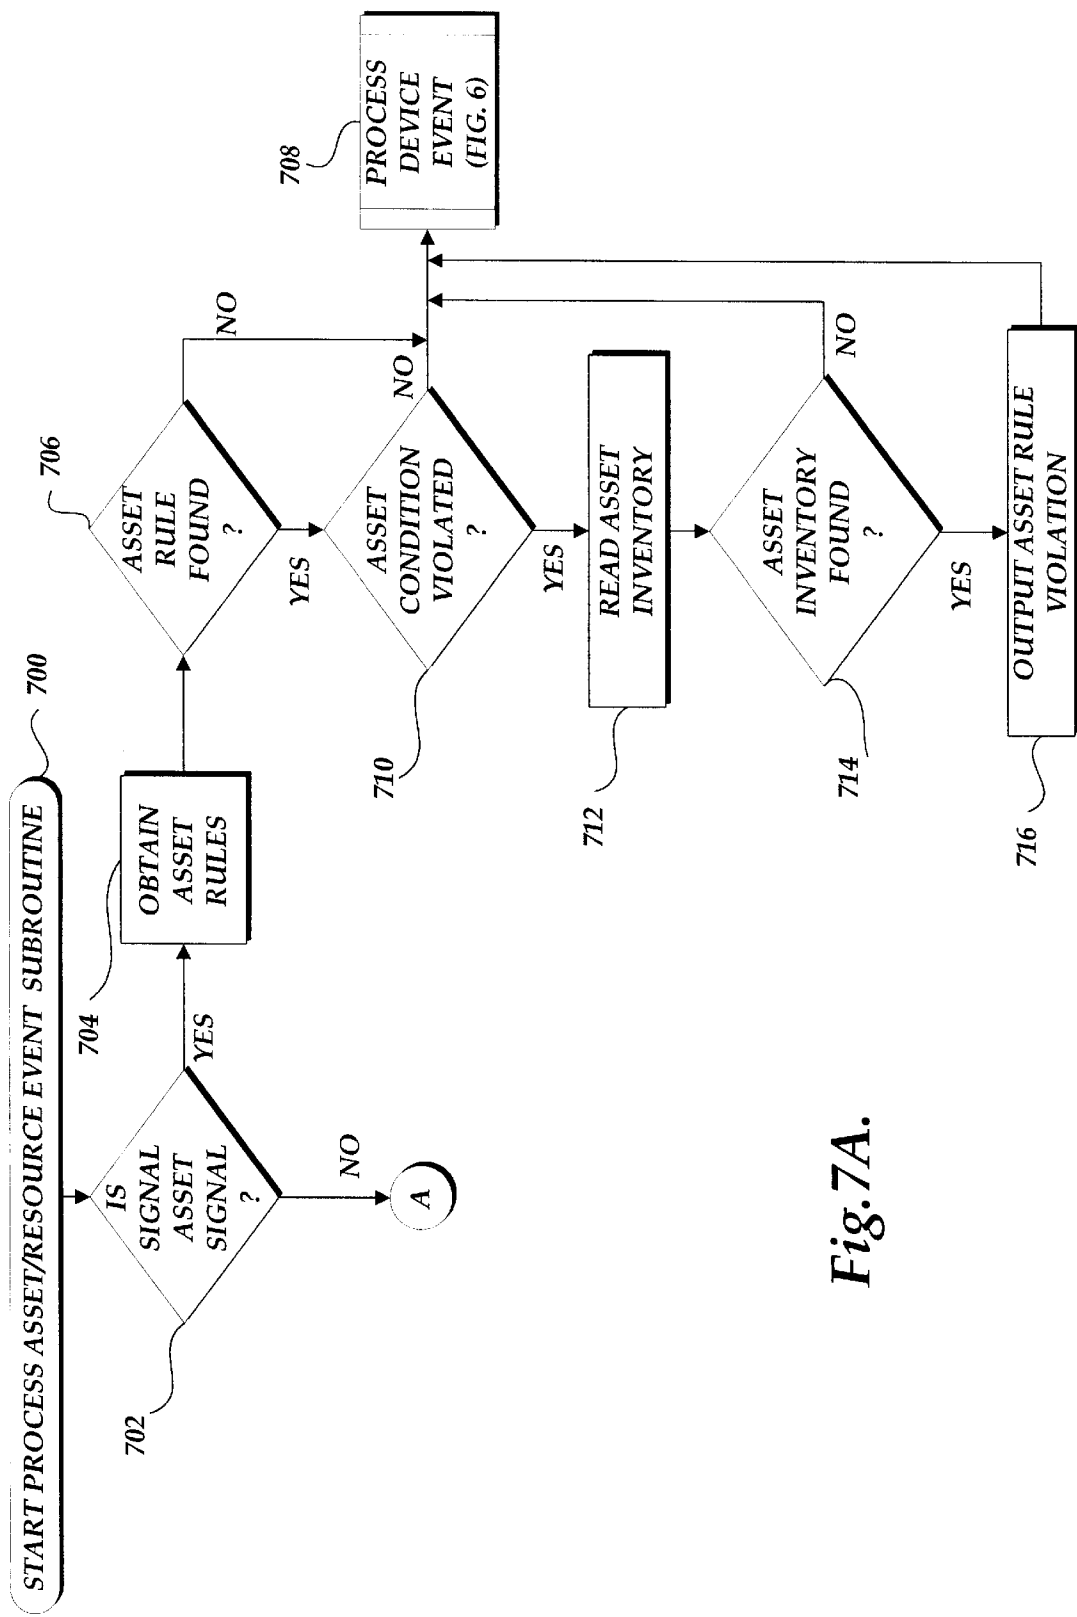 START PROCESS ASSET/RESOURCE EVENT SUBROUTINE
700
IS
SIGNAL
ASSET
SIGNAL
?
702
YES
NO
A
OBTAIN
ASSET
RULES
704
ASSET
RULE
FOUND
?
706
NO
YES
PROCESS
DEVICE
EVENT
(FIG. 6)
708
ASSET
CONDITION
VIOLATED
?
710
NO
YES
READ ASSET
INVENTORY
712
ASSET
INVENTORY
FOUND
?
714
NO
YES
OUTPUT ASSET RULE
VIOLATION
716
Fig.7A.